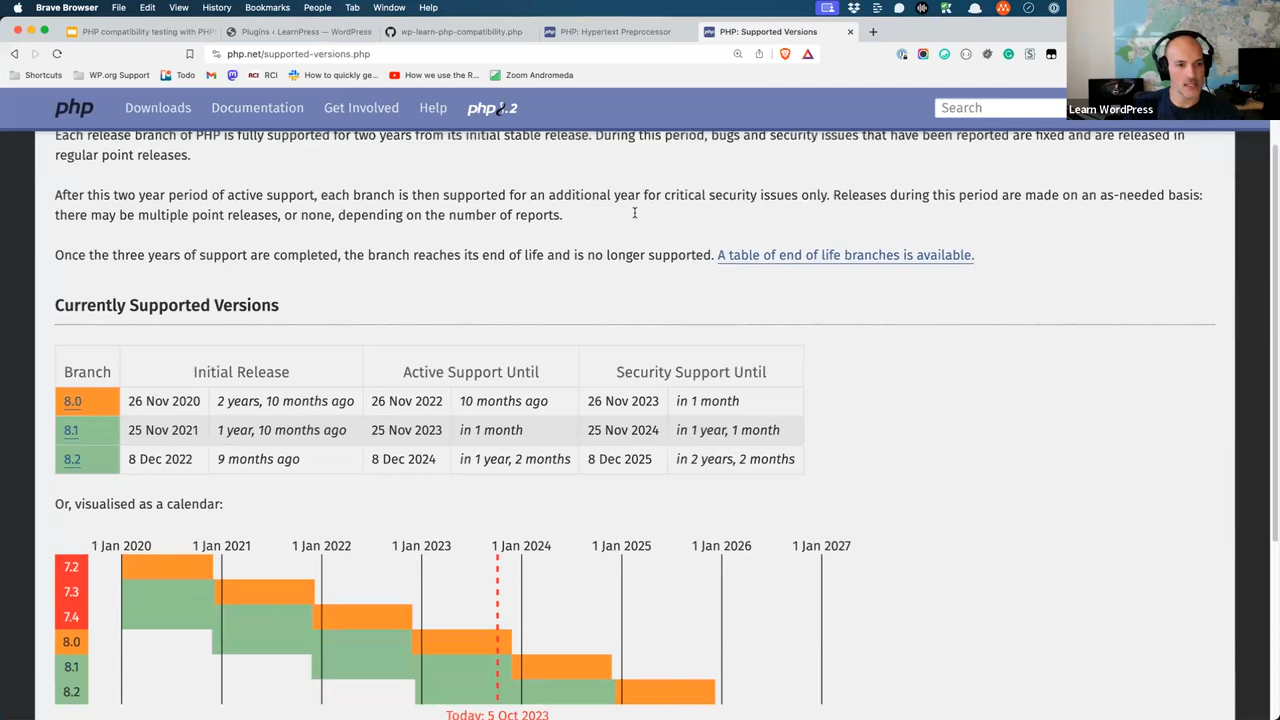 Brave Browser File Edit View History Bookmarks People Tab Window Help
PHP compatibility testing with PHP
Plugins ‹ LearnPress — WordPress
wp-learn-php-compatibility.php
PHP: Hypertext Preprocessor
PHP: Supported Versions
php.net/supported-versions.php
Shortcuts WP.org Support Todo RCI How to quickly ge... How we use the R... Zoom Andromeda
Learn WordPress
php Downloads Documentation Get Involved Help php8.2 Search
Each release branch of PHP is fully supported for two years from its initial stable release. During this period, bugs and security issues that have been reported are fixed and are released in
regular point releases.
After this two year period of active support, each branch is then supported for an additional year for critical security issues only. Releases during this period are made on an as-needed basis:
there may be multiple point releases, or none, depending on the number of reports.
Once the three years of support are completed, the branch reaches its end of life and is no longer supported. A table of end of life branches is available.
Currently Supported Versions
Branch Initial Release Active Support Until Security Support Until
8.0 26 Nov 2020 2 years, 10 months ago 26 Nov 2022 10 months ago 26 Nov 2023 in 1 month
8.1 25 Nov 2021 1 year, 10 months ago 25 Nov 2023 in 1 month 25 Nov 2024 in 1 year, 1 month
8.2 8 Dec 2022 9 months ago 8 Dec 2024 in 1 year, 2 months 8 Dec 2025 in 2 years, 2 months
Or, visualised as a calendar:
1 Jan 2020 1 Jan 2021 1 Jan 2022 1 Jan 2023 1 Jan 2024 1 Jan 2025 1 Jan 2026 1 Jan 2027
7.2
7.3
7.4
8.0
8.1
8.2
Today: 5 Oct 2023